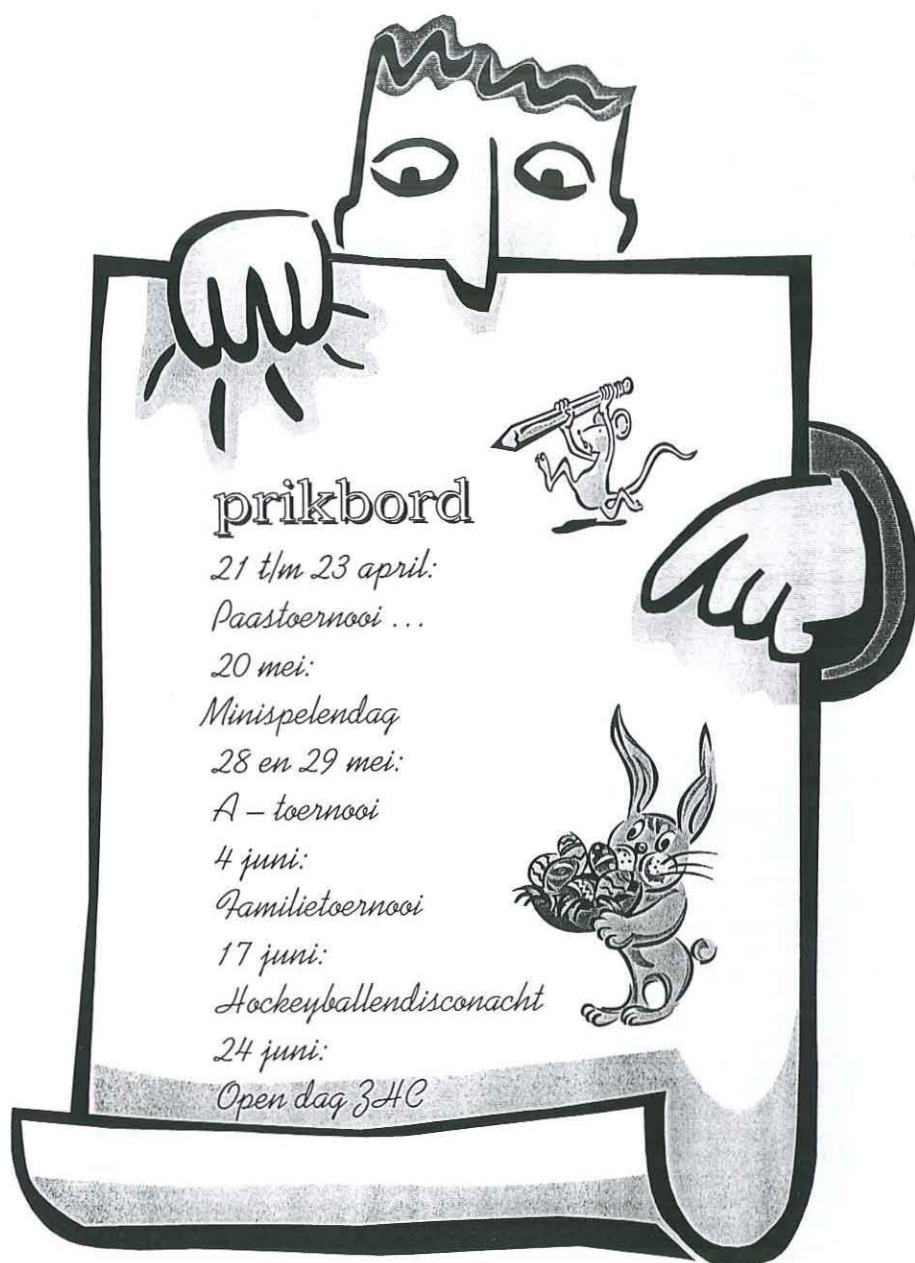 prikbord
21 t/m 23 april:
Paastoernooi ...
20 mei:
Minispelendag
28 en 29 mei:
A – toernooi
4 juni:
Familietoernooi
17 juni:
Hockeyballendisconacht
24 juni:
Open dag ZHC